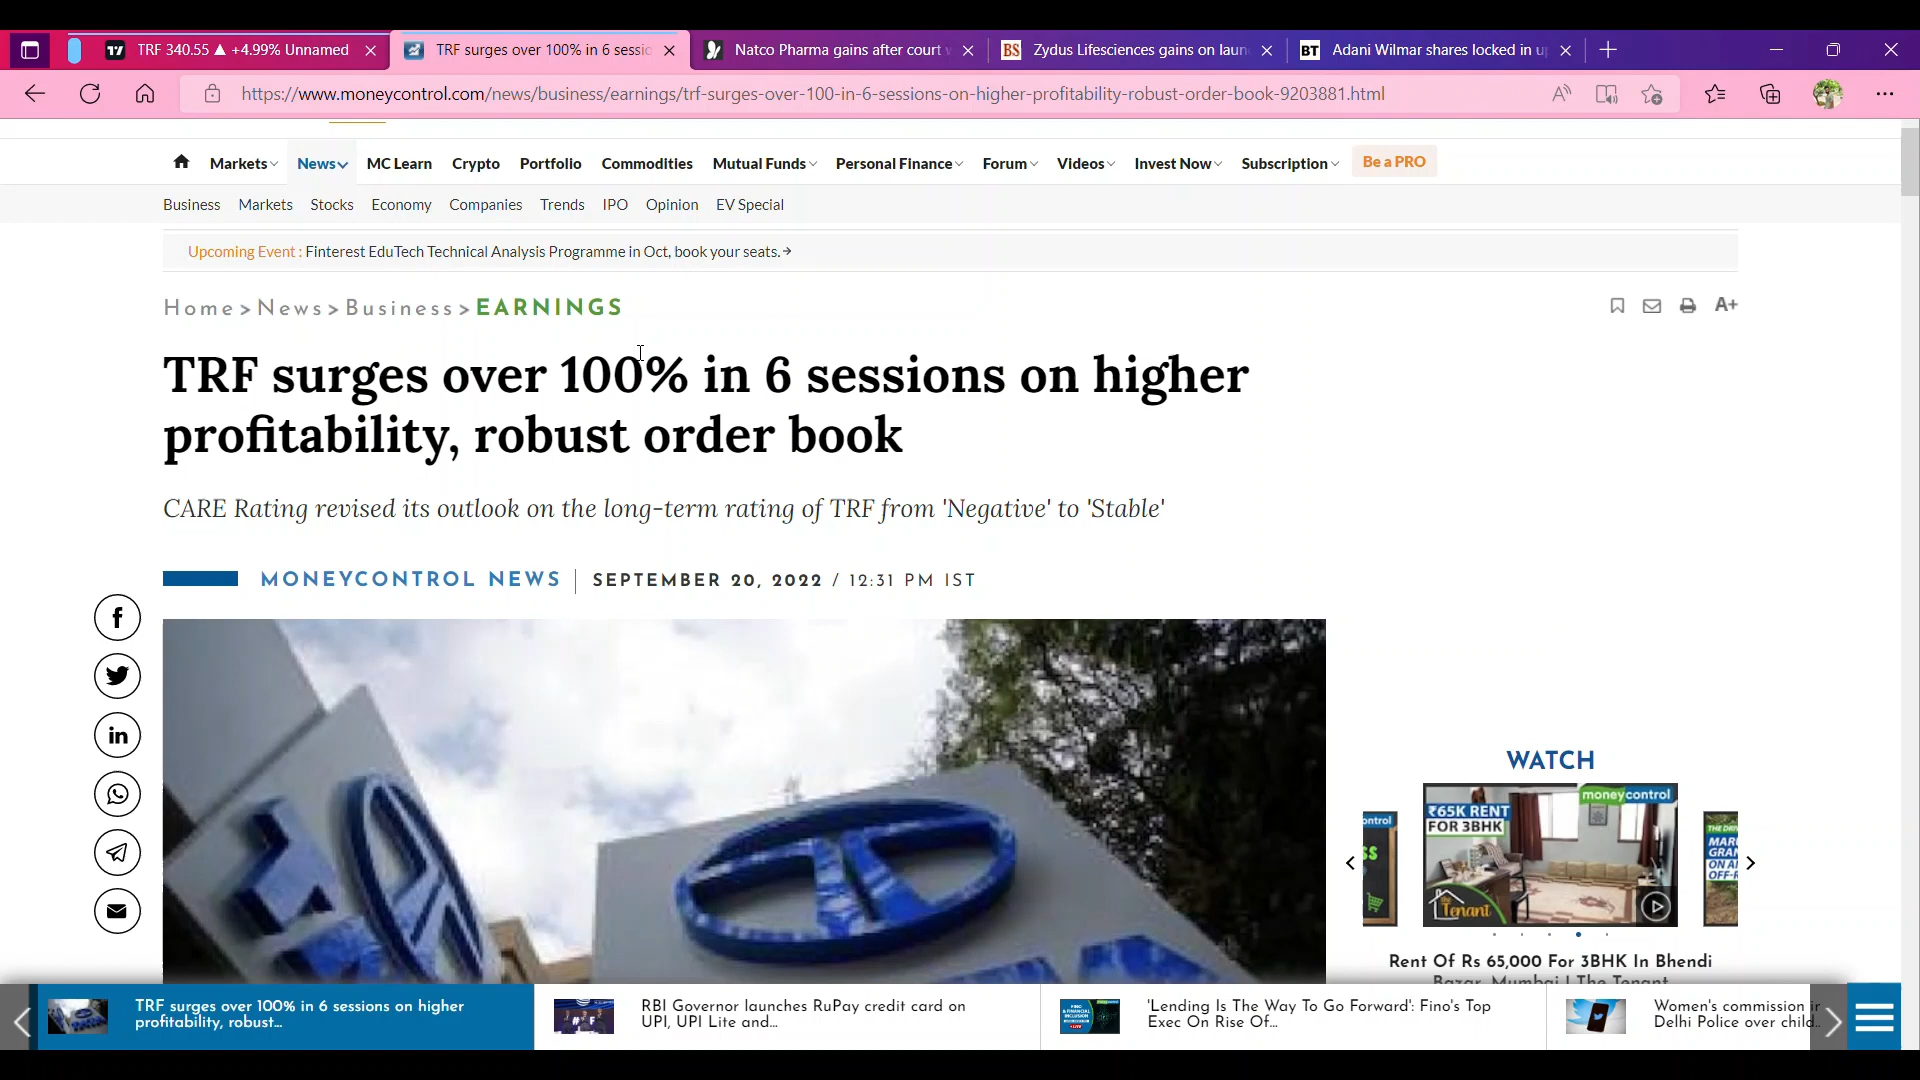 TRF 340.55 ▲ +4.99% Unnamed
TRF surges over 100% in 6 sessi
Natco Pharma gains after court
BS Zydus Lifesciences gains on laun
BT Adani Wilmar shares locked in u
https://www.moneycontrol.com/news/business/earnings/trf-surges-over-100-in-6-sessions-on-higher-profitability-robust-order-book-9203881.html
Markets News MC Learn Crypto Portfolio Commodities Mutual Funds Personal Finance Forum Videos Invest Now Subscription Be a PRO
Business Markets Stocks Economy Companies Trends IPO Opinion EV Special
Upcoming Event : Finterest EduTech Technical Analysis Programme in Oct, book your seats.→
Home > News > Business > EARNINGS
A+
TRF surges over 100% in 6 sessions on higher
profitability, robust order book
CARE Rating revised its outlook on the long-term rating of TRF from 'Negative' to 'Stable'
MONEYCONTROL NEWS | SEPTEMBER 20, 2022 / 12:31 PM IST
WATCH
moneycontrol
₹65K RENT
FOR 3BHK
the Tenant
Rent Of Rs 65,000 For 3BHK In Bhendi
Bazar, Mumbai | The Tenant
TRF surges over 100% in 6 sessions on higher
profitability, robust...
RBI Governor launches RuPay credit card on
UPI, UPI Lite and...
'Lending Is The Way To Go Forward': Fino's Top
Exec On Rise Of...
Women's commission in
Delhi Police over child..